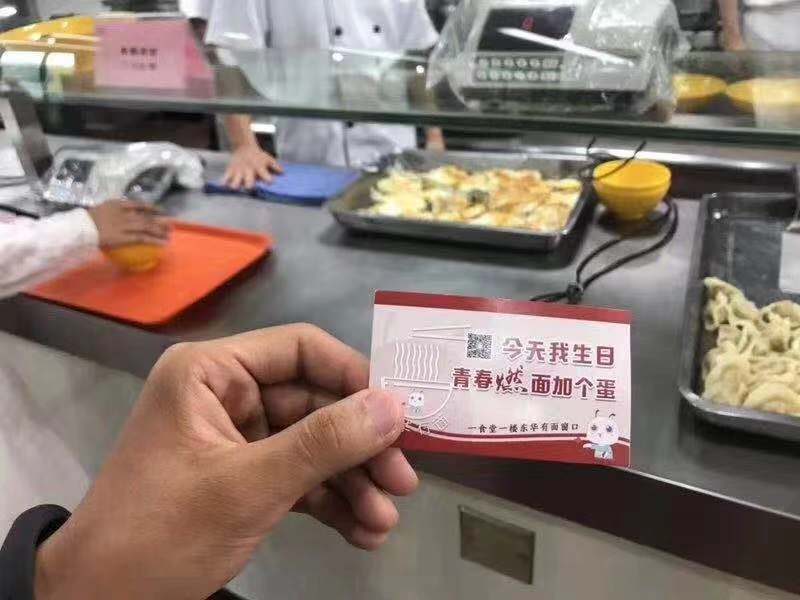 今天我生日
青春燃面加个蛋
一食堂一楼东华有面窗口